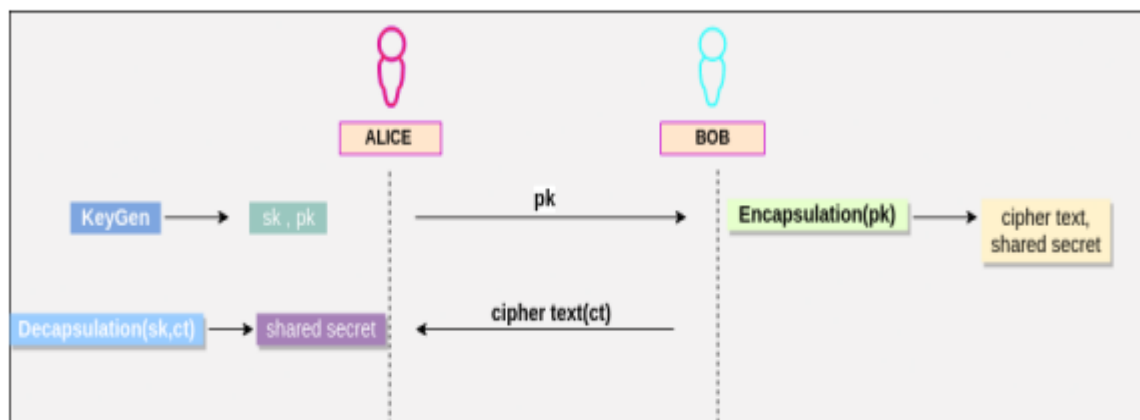 ALICE
BOB
pk
KeyGen
sk , pk
Encapsulation(pk)
cipher text,
shared secret
cipher text(ct)
Decapsulation(sk,ct)
shared secret